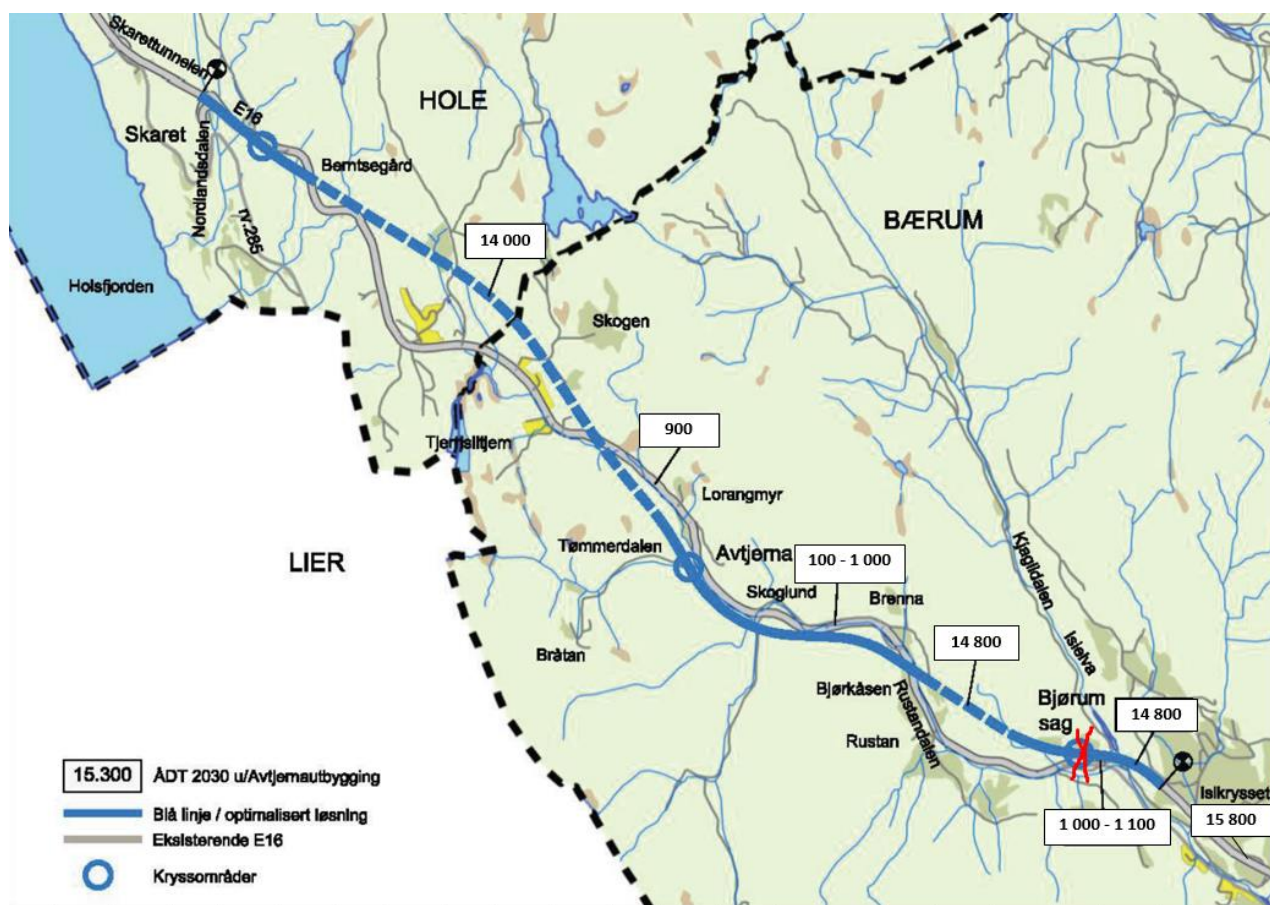 Skarettunnelen
HOLE
E16
Skaret
Nordlandsdalen
Berntsegård
BÆRUM
rv.285
14 000
Holsfjorden
Skogen
900
Tjernslitjern
Lorangmyr
Kjaglidalen
LIER
Tømmerdalen
Avtjerna
100 - 1 000
Skoglund
Brenna
Isielva
Bråtan
14 800
Bjørkåsen
Rustandalen
Bjørum
sag
14 800
Rustan
15.300 ÅDT 2030 u/Avtjernautbygging
Isikrysset
Blå linje / optimalisert løsning
1 000 - 1 100
15 800
Eksisterende E16
Kryssområder